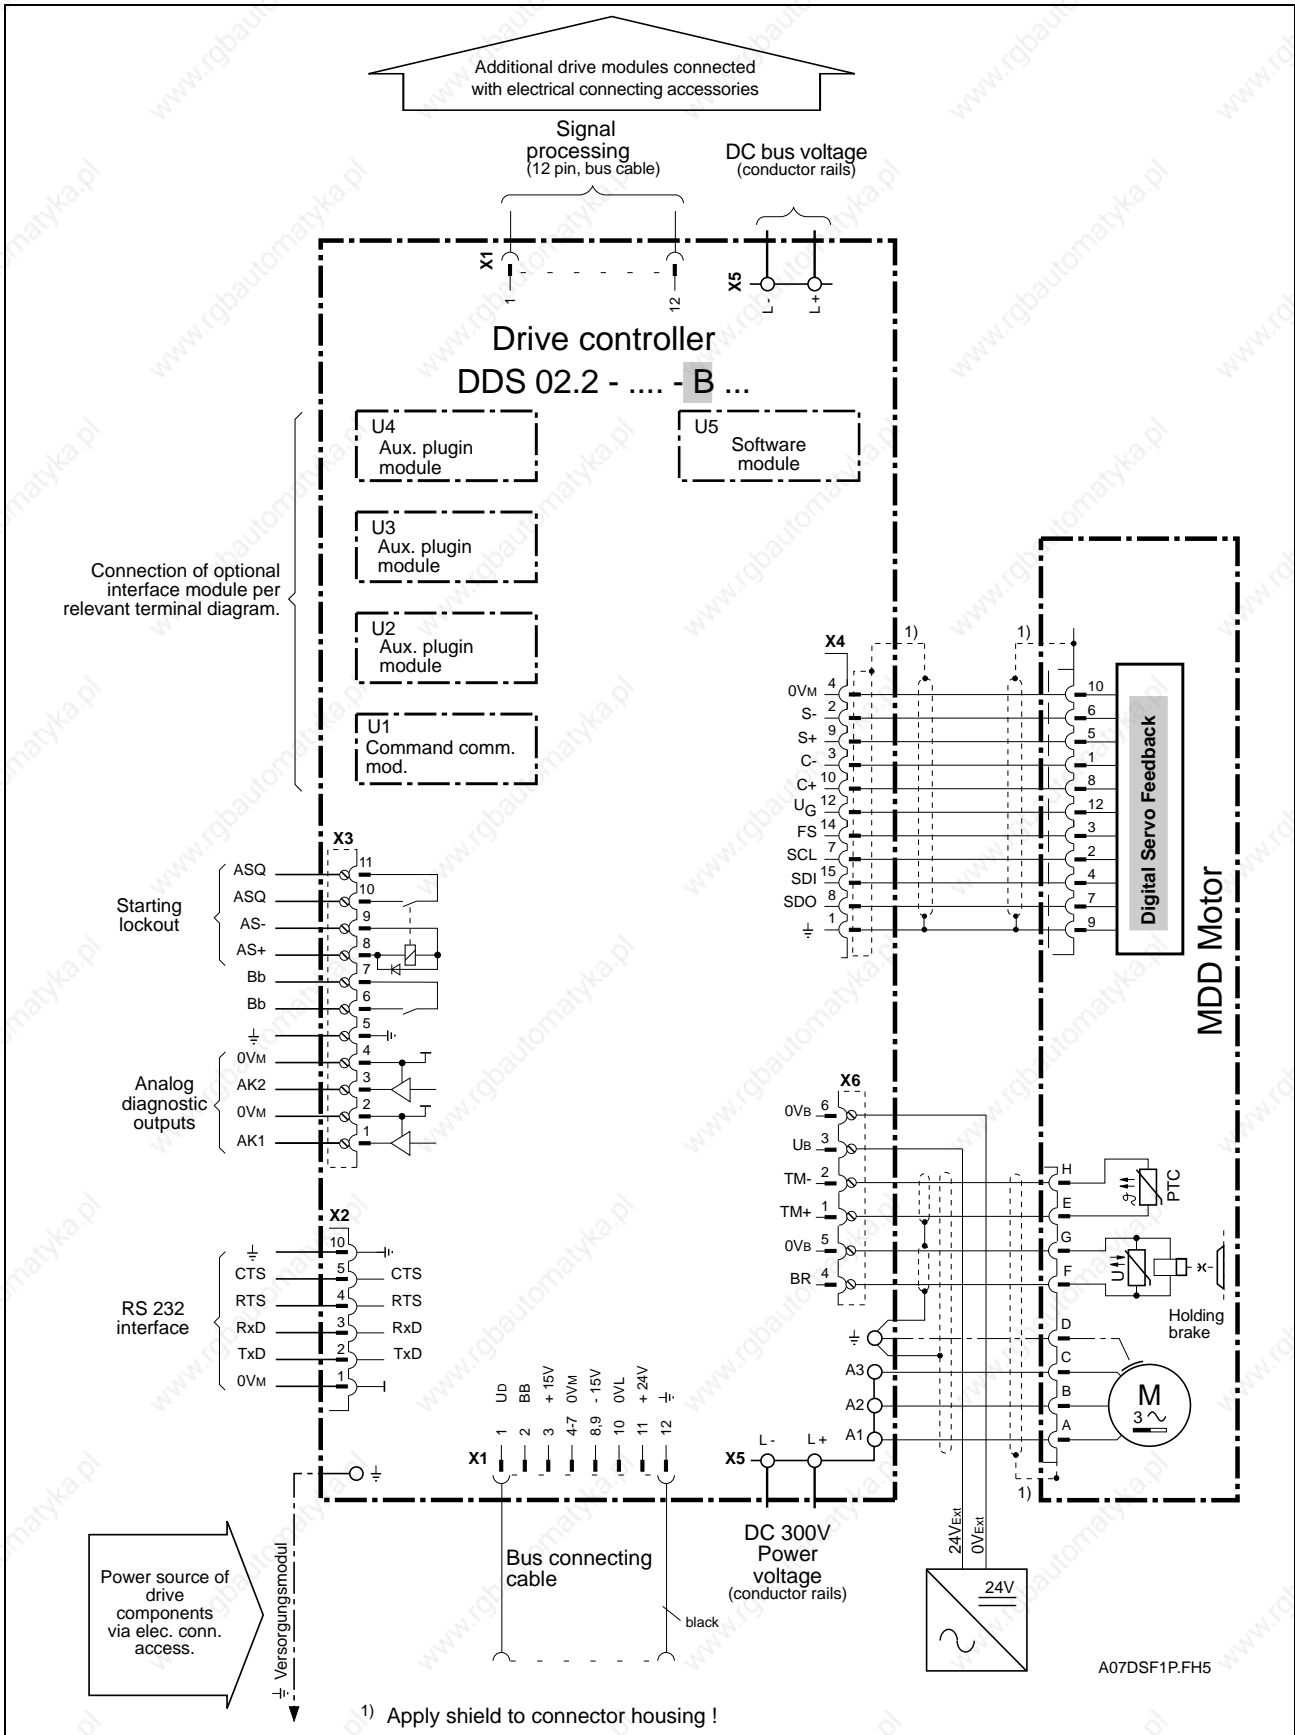 Additional drive modules connected
with electrical connecting accessories
Signal
processing
(12 pin, bus cable)
DC bus voltage
(conductor rails)
X1
1
12
X5
L -
L +
Drive controller
DDS 02.2 - .... - B ...
U4
Aux. plugin
module
U5
Software
module
U3
Aux. plugin
module
U2
Aux. plugin
module
U1
Command comm.
mod.
Connection of optional
interface module per
relevant terminal diagram.
X4
1)
1)
0VM 4 10
S- 2 6
S+ 9 5
C- 3 1
C+ 10 8
UG 12 12
FS 14 3
SCL 7 2
SDI 15 4
SDO 8 7
1 9
Digital Servo Feedback
MDD Motor
X3
Starting
lockout
ASQ 11
ASQ 10
AS- 9
AS+ 8
Bb 7
Bb 6
5
Analog
diagnostic
outputs
0VM 4
AK2 3
0VM 2
AK1 1
X6
0VB 6
UB 3
TM- 2 H
TM+ 1 E
0VB 5 G
BR 4 F
PTC
ϑ
U
Holding
brake
D
A3 C
A2 B
A1 A
M
3
1)
X2
RS 232
interface
10
CTS 5 CTS
RTS 4 RTS
RxD 3 RxD
TxD 2 TxD
0VM 1
X1
1 UD
2 BB
3 + 15V
4-7 0VM
8,9 - 15V
10 0VL
11 + 24V
12
X5
L -
L +
DC 300V
Power
voltage
(conductor rails)
24VExt
0VExt
24V
Bus connecting
cable
black
Power source of
drive
components
via elec. conn.
access.
Versorgungsmodul
A07DSF1P.FH5
1) Apply shield to connector housing !
www.rgbautomatyka.pl